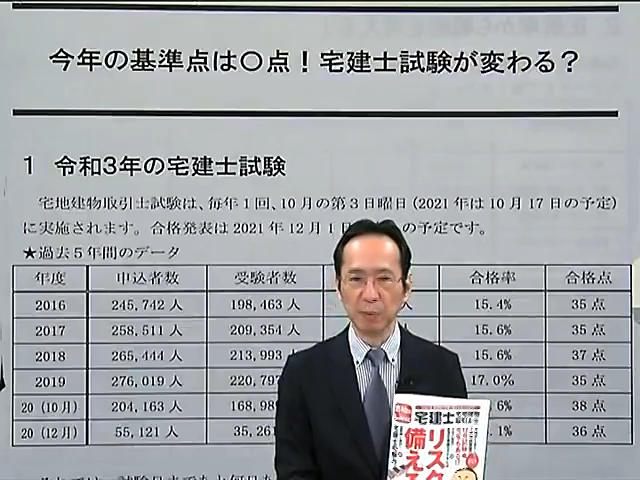 今年の基準点は〇点！宅建士試験が変わる？
1 令和3年の宅建士試験
宅地建物取引士試験は、毎年1回、10月の第3日曜日(2021年は10月17日の予定)
に実施されます。合格発表は2021年12月1日の予定です。
★過去5年間のデータ
年度 申込者数 受験者数 合格率 合格点
2016 245,742人 198,463人 人 15.4% 35点
2017 258,511人 209,354人 15.6% 35点
2018 265,444人 213,993人 15.6% 37点
2019 276,019人 220,797 17.0% 35点
20(10月) 204,163人 168,98 6% 38点
20(12月) 55,121人 35,261 .1% 36点
宅建士
リスク
備え